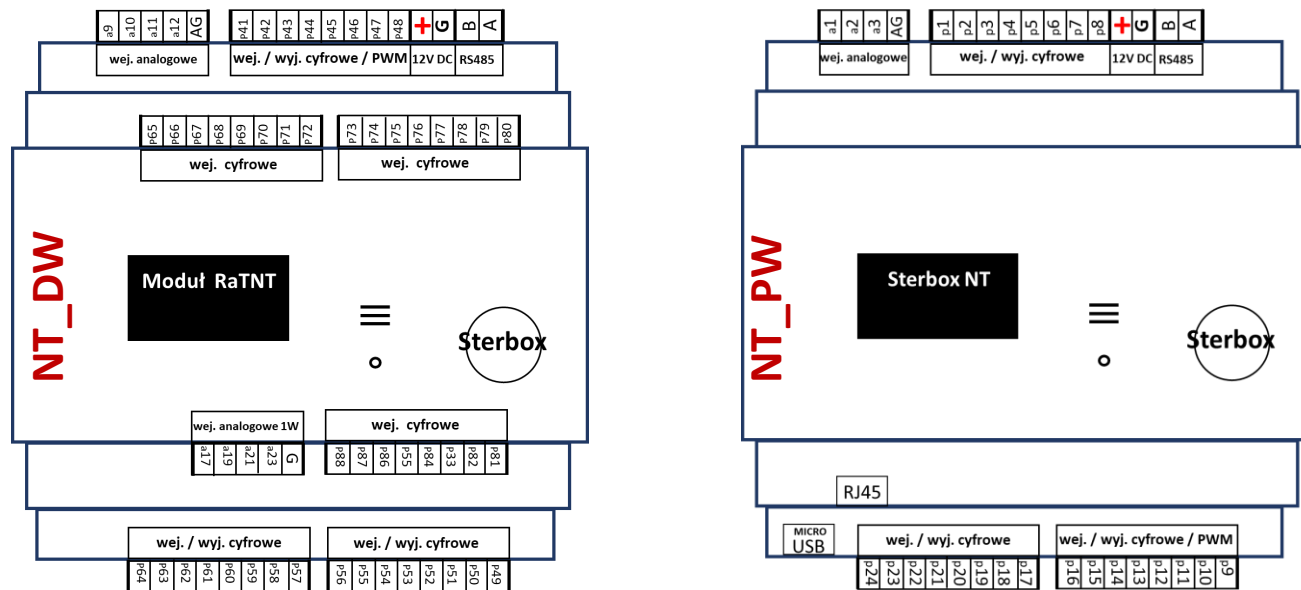 a9 a10 a11 a12 AG
P41 P42 P43 P44 P45 P46 P47 P48 + G B A
wej. analogowe
wej. / wyj. cyfrowe / PWM
12V DC
RS485
P65 P66 P67 P68 P69 P70 P71 P72
P73 P74 P75 P76 P77 P78 P79 P80
wej. cyfrowe
wej. cyfrowe
NT_DW
Moduł RaTNT
Sterbox
wej. analogowe 1W
wej. cyfrowe
a17 a19 a21 a23 G
P88 P87 P86 P55 P84 P33 P82 P81
wej. / wyj. cyfrowe
wej. / wyj. cyfrowe
P64 P63 P62 P61 P60 P59 P58 P57
P56 P55 P54 P53 P52 P51 P50 P49
a1 a2 a3 AG
p1 p2 p3 p4 p5 p6 p7 p8 + G B A
wej. analogowe
wej. / wyj. cyfrowe
12V DC
RS485
NT_PW
Sterbox NT
Sterbox
RJ45
MICRO
USB
wej. / wyj. cyfrowe
wej. / wyj. cyfrowe / PWM
p24 p23 p22 p21 p20 p19 p18 p17
p16 p15 p14 p13 p12 p11 p10 p9